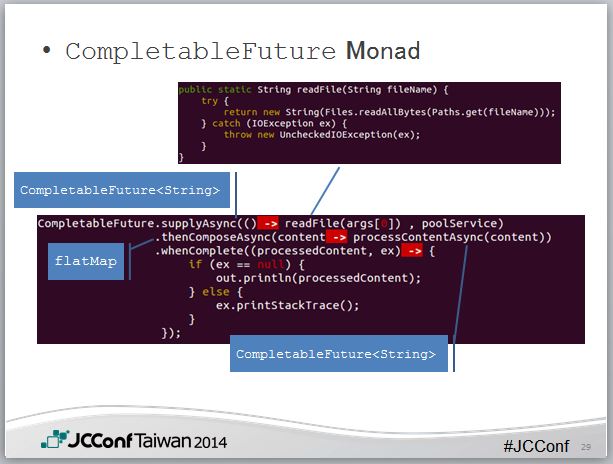 • CompletableFuture Monad
public static String readFile(String fileName) {
try {
return new String(Files.readAllBytes(Paths.get(fileName)));
} catch (IOException ex) {
throw new UncheckedIOException(ex);
}
}
CompletableFuture<String>
CompletableFuture.supplyAsync(() -> readFile(args[0]) , poolService)
.thenComposeAsync(content -> processContentAsync(content))
.whenComplete((processedContent, ex) -> {
if (ex == null) {
out.println(processedContent);
} else {
ex.printStackTrace();
}
});
flatMap
CompletableFuture<String>
JCConf Taiwan 2014
#JCConf 29